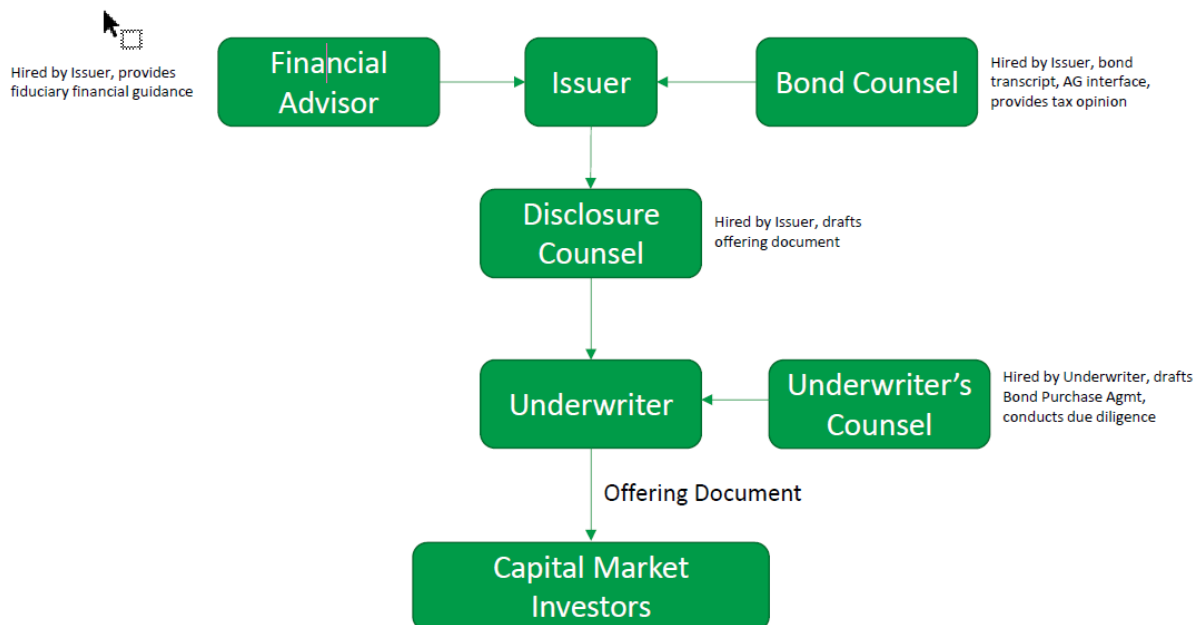 Hired by Issuer, provides
fiduciary financial guidance
Financial
Advisor
Issuer
Bond Counsel
Hired by Issuer, bond
transcript, AG interface,
provides tax opinion
Disclosure
Counsel
Hired by Issuer, drafts
offering document
Underwriter
Underwriter’s
Counsel
Hired by Underwriter, drafts
Bond Purchase Agmt,
conducts due diligence
Offering Document
Capital Market
Investors